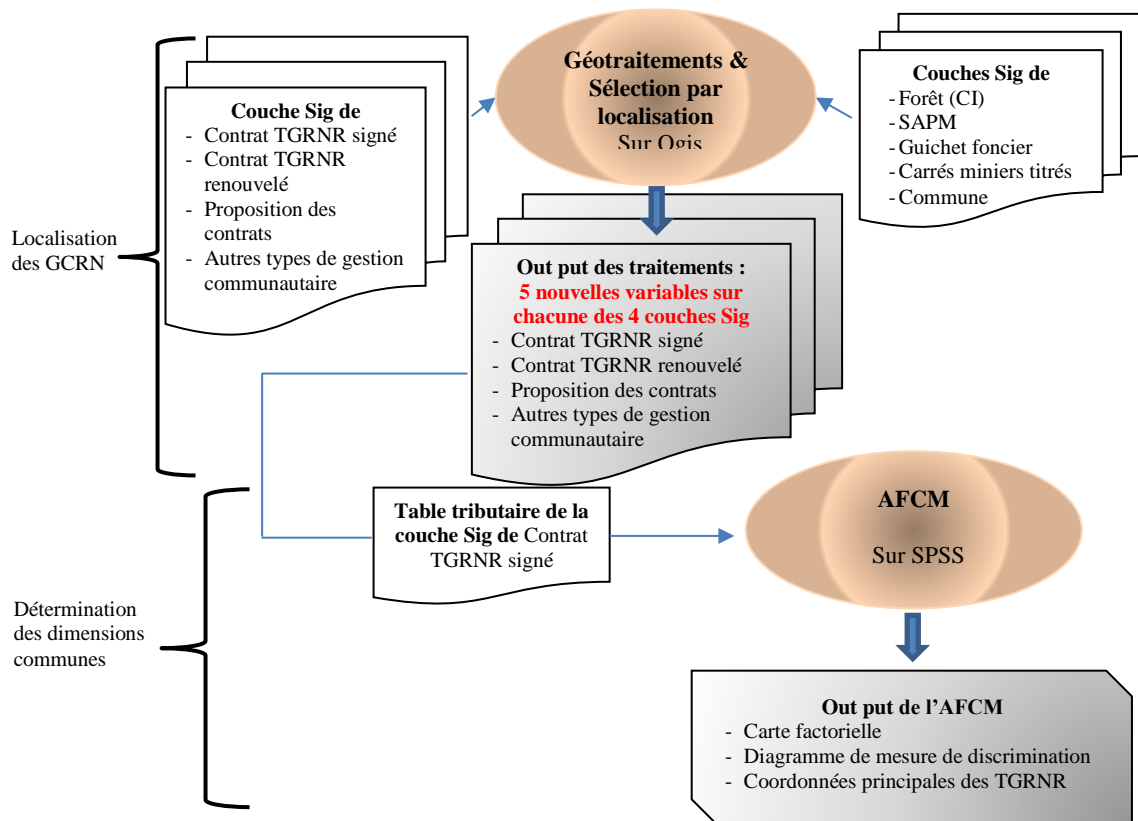 Géotraitements &
Sélection par
localisation
Sur Qgis
Couche Sig de
- Contrat TGRNR signé
- Contrat TGRNR
renouvelé
- Proposition des
contrats
- Autres types de gestion
communautaire
Couches Sig de
- Forêt (CI)
- SAPM
- Guichet foncier
- Carrés miniers titrés
- Commune
Localisation
des GCRN
Out put des traitements :
5 nouvelles variables sur
chacune des 4 couches Sig
- Contrat TGRNR signé
- Contrat TGRNR renouvelé
- Proposition des contrats
- Autres types de gestion
communautaire
Table tributaire de la
couche Sig de Contrat
TGRNR signé
AFCM
Sur SPSS
Détermination
des dimensions
communes
Out put de l’AFCM
- Carte factorielle
- Diagramme de mesure de discrimination
- Coordonnées principales des TGRNR